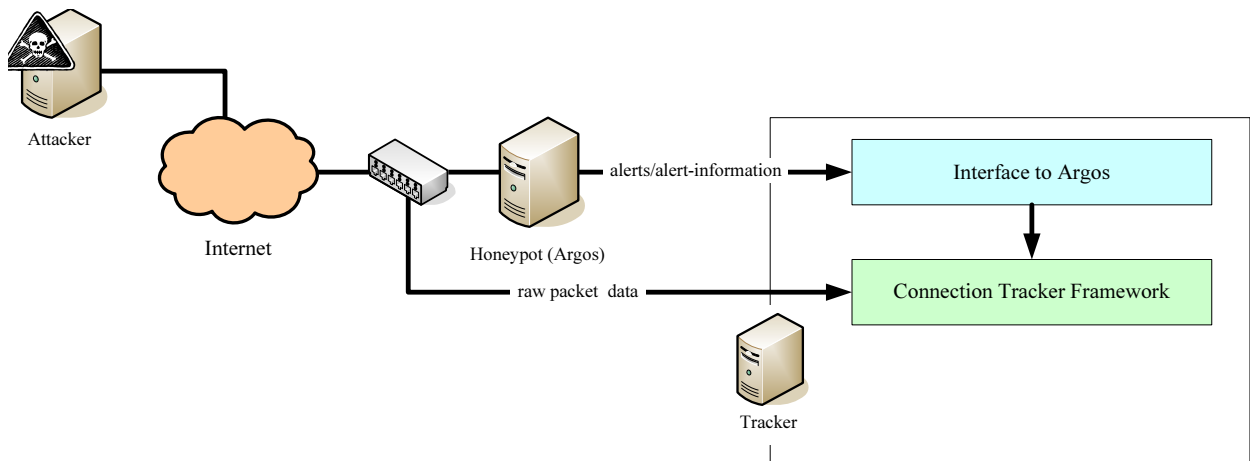 Attacker
Internet
Honeypot (Argos)
alerts/alert-information
Interface to Argos
raw packet data
Connection Tracker Framework
Tracker